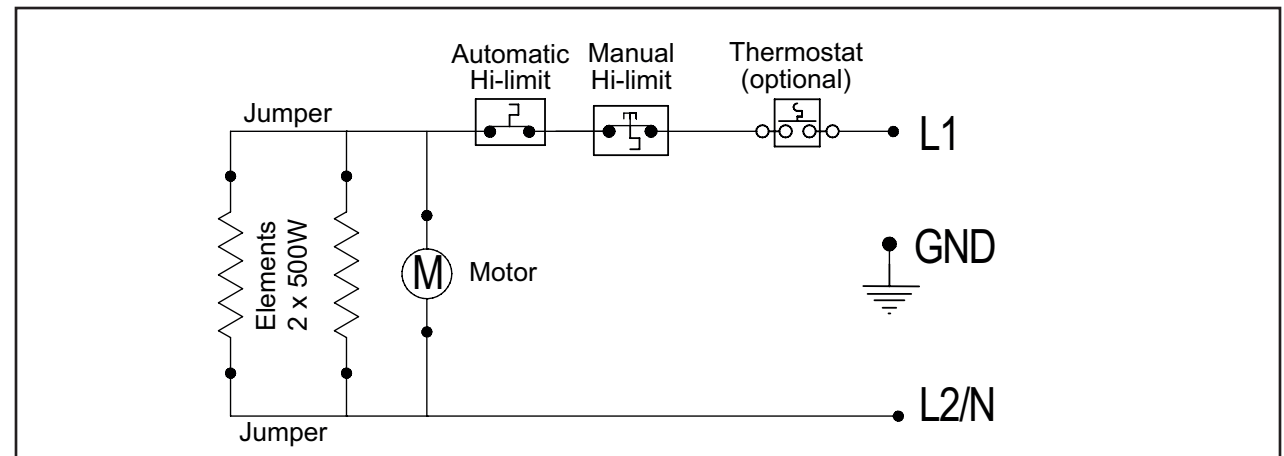 Automatic
Hi-limit
Manual
Hi-limit
Thermostat
(optional)
Jumper
L1
Elements
2 x 500W
M
Motor
GND
L2/N
Jumper